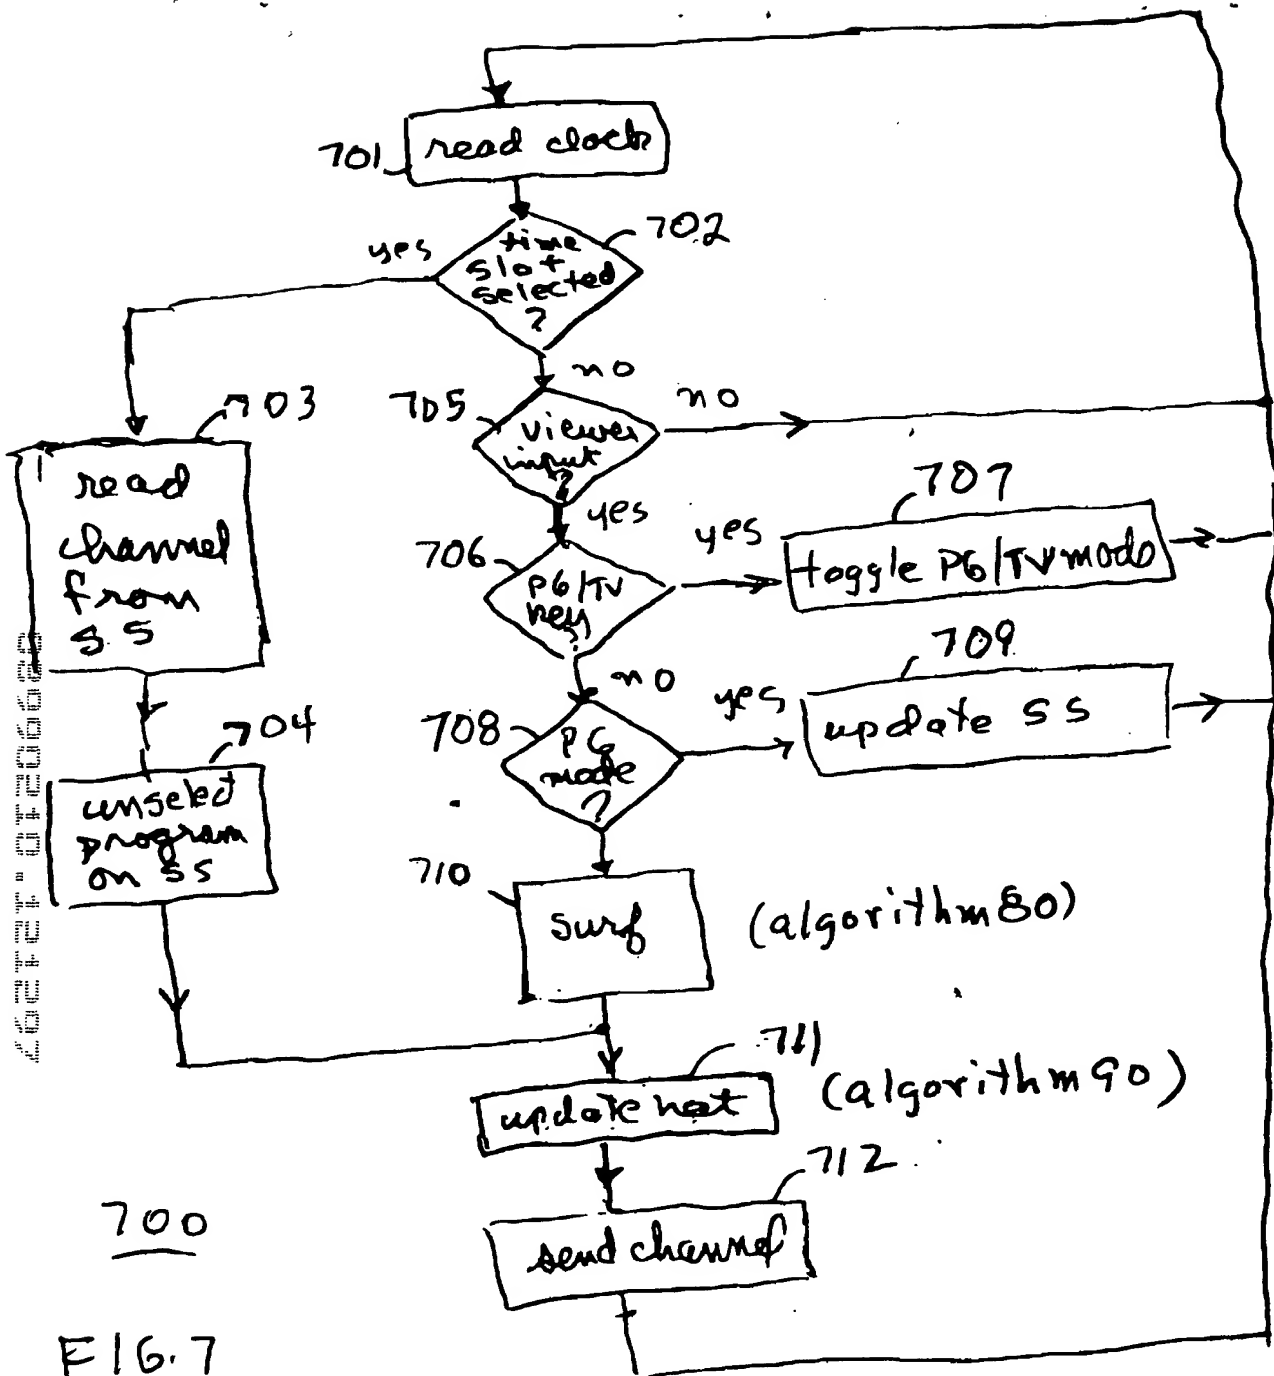 read clock
701
702
yes
time
slot
selected
?
no
703
705
no
viewer
input
?
read
channel
from
SS
yes
707
706
yes
PG/TV
key
?
toggle PG/TV mode
709
no
704
708
yes
update SS
PG
mode
?
unselect
program
on SS
710
surf
(algorithm 80)
711
update
(algorithm 90)
712
700
send channel
FIG. 7